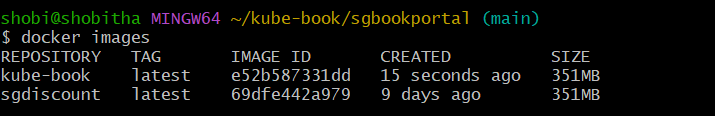 shobi@shobitha MINGW64 ~/kube-book/sgbookportal (main)
$ docker images
REPOSITORY TAG IMAGE ID CREATED SIZE
kube-book latest e52b587331dd 15 seconds ago 351MB
sgdiscount latest 69dfe442a979 9 days ago 351MB